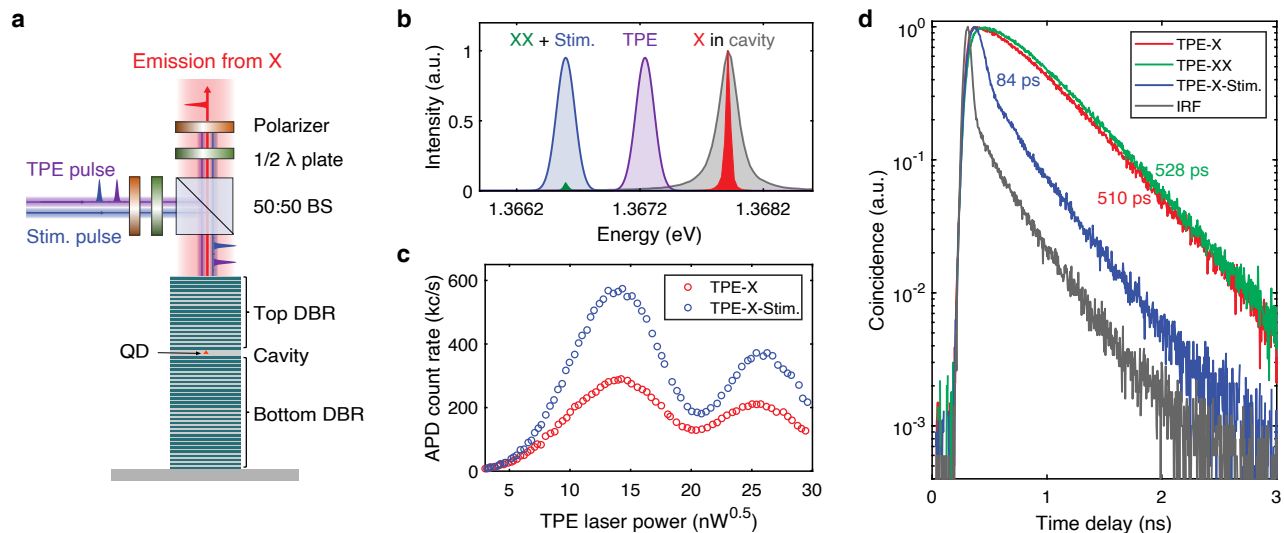 a
Emission from X
Polarizer
1/2 λ plate
TPE pulse
50:50 BS
Stim. pulse
Top DBR
QD
Cavity
Bottom DBR
b
XX + Stim.
TPE
X in cavity
Intensity (a.u.)
1
0.5
0
1.3662
1.3672
1.3682
Energy (eV)
c
TPE-X
TPE-X-Stim.
APD count rate (kc/s)
600
400
200
0
5
10
15
20
25
30
TPE laser power (nW^0.5)
d
TPE-X
TPE-XX
TPE-X-Stim.
IRF
84 ps
528 ps
510 ps
Coincidence (a.u.)
10^0
10^-1
10^-2
10^-3
0
1
2
3
Time delay (ns)